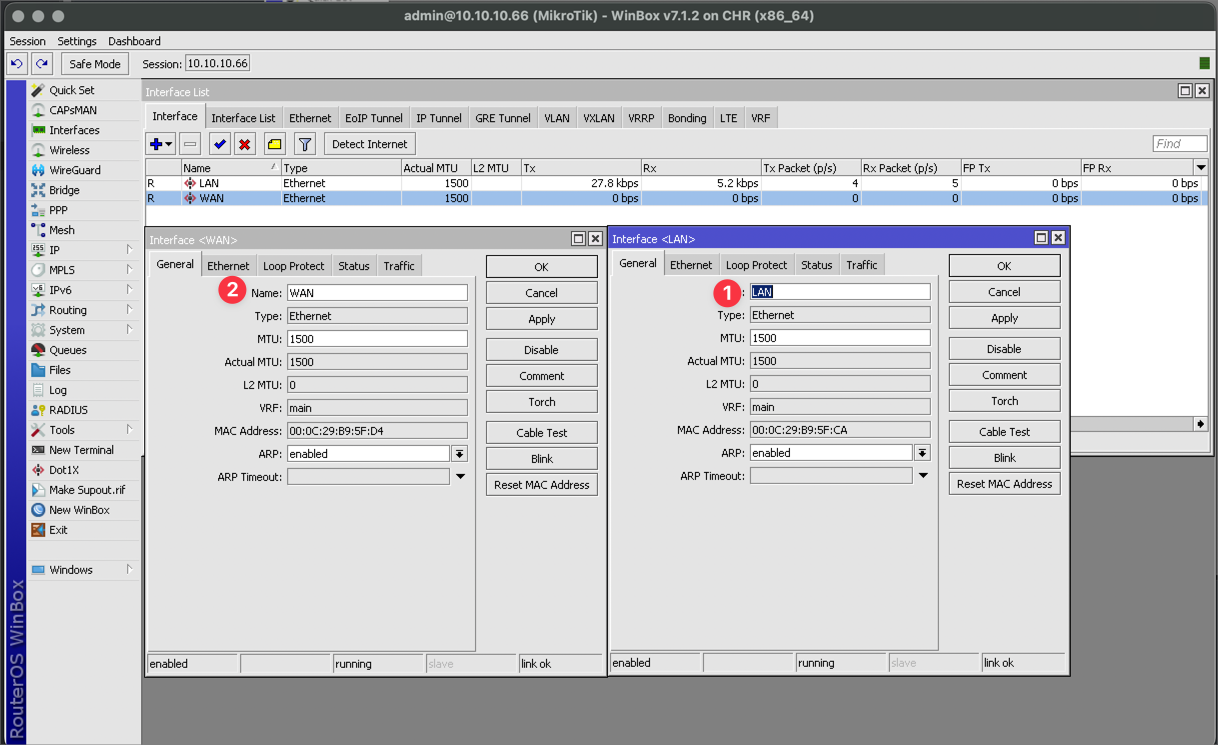 admin@10.10.10.66 (MikroTik) - WinBox v7.1.2 on CHR (x86_64)
Session Settings Dashboard
Safe Mode Session: 10.10.10.66
Quick Set
CAPsMAN
Interfaces
Wireless
WireGuard
Bridge
PPP
Mesh
IP
MPLS
IPv6
Routing
System
Queues
Files
Log
RADIUS
Tools
New Terminal
Dot1X
Make Supout.rif
New WinBox
Exit
Windows
RouterOS WinBox
Interface List
Interface Interface List Ethernet EoIP Tunnel IP Tunnel GRE Tunnel VLAN VXLAN VRRP Bonding LTE VRF
Detect Internet Find
Name Type Actual MTU L2 MTU Tx Rx Tx Packet (p/s) Rx Packet (p/s) FP Tx FP Rx
R LAN Ethernet 1500 27.8 kbps 5.2 kbps 4 5 0 bps 0 bps
R WAN Ethernet 1500 0 bps 0 bps 0 0 0 bps 0 bps
Interface <WAN>
General Ethernet Loop Protect Status Traffic
2 Name: WAN
Type: Ethernet
MTU: 1500
Actual MTU: 1500
L2 MTU: 0
VRF: main
MAC Address: 00:0C:29:B9:5F:D4
ARP: enabled
ARP Timeout:
OK
Cancel
Apply
Disable
Comment
Torch
Cable Test
Blink
Reset MAC Address
enabled running slave link ok
Interface <LAN>
General Ethernet Loop Protect Status Traffic
1 : LAN
Type: Ethernet
MTU: 1500
Actual MTU: 1500
L2 MTU: 0
VRF: main
MAC Address: 00:0C:29:B9:5F:CA
ARP: enabled
ARP Timeout:
OK
Cancel
Apply
Disable
Comment
Torch
Cable Test
Blink
Reset MAC Address
enabled running slave link ok